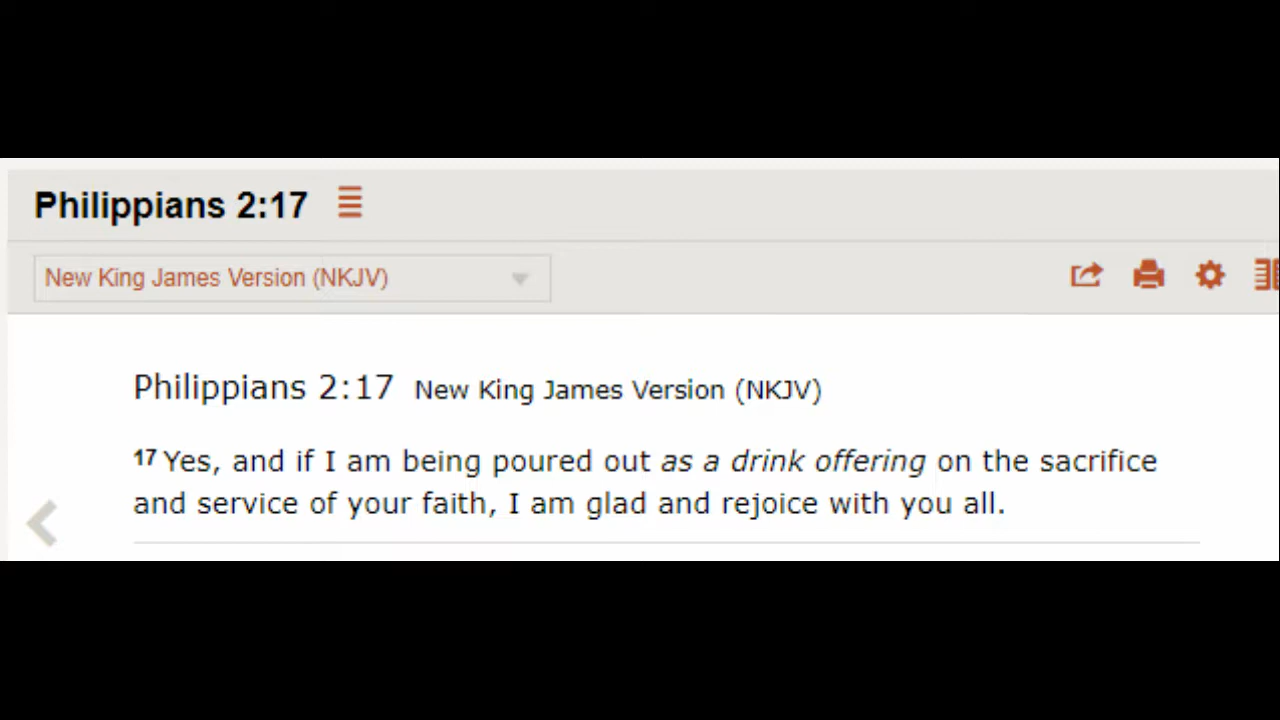 Philippians 2:17
New King James Version (NKJV)
Philippians 2:17 New King James Version (NKJV)
17 Yes, and if I am being poured out as a drink offering on the sacrifice
and service of your faith, I am glad and rejoice with you all.